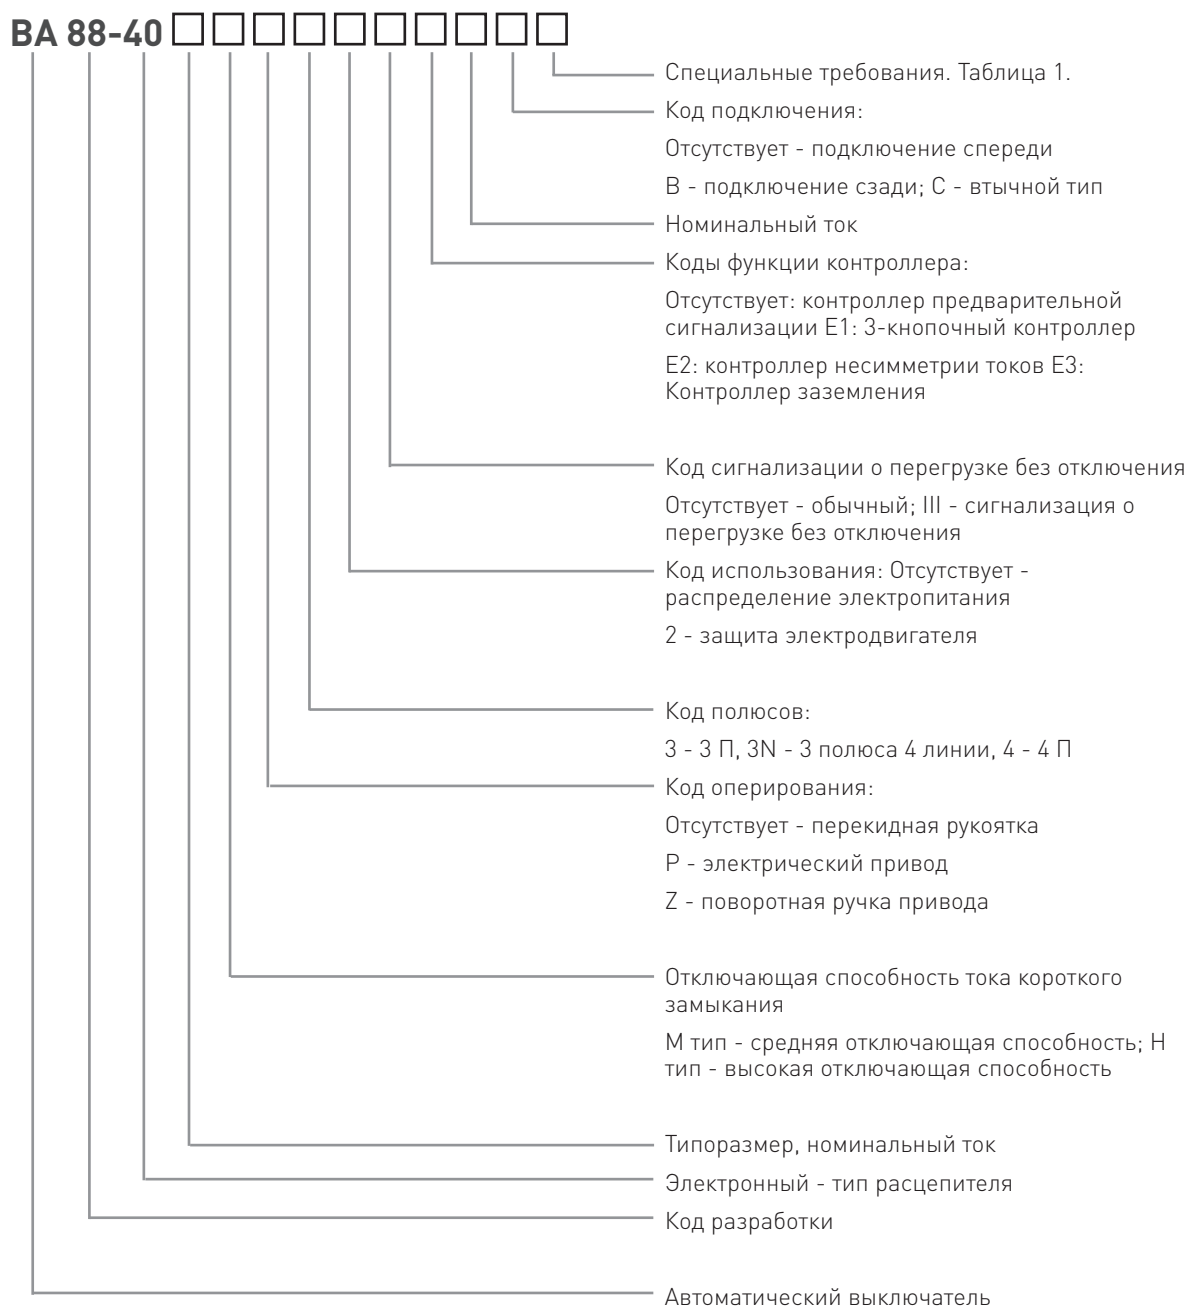 ВА 88-40
Специальные требования. Таблица 1.
Код подключения:
Отсутствует - подключение спереди
В - подключение сзади; С - втычной тип
Номинальный ток
Коды функции контроллера:
Отсутствует: контроллер предварительной
сигнализации Е1: 3-кнопочный контроллер
Е2: контроллер несимметрии токов Е3:
Контроллер заземления
Код сигнализации о перегрузке без отключения
Отсутствует - обычный; III - сигнализация о
перегрузке без отключения
Код использования: Отсутствует -
распределение электропитания
2 - защита электродвигателя
Код полюсов:
3 - 3 П, 3N - 3 полюса 4 линии, 4 - 4 П
Код оперирования:
Отсутствует - перекидная рукоятка
Р - электрический привод
Z - поворотная ручка привода
Отключающая способность тока короткого
замыкания
М тип - средняя отключающая способность; Н
тип - высокая отключающая способность
Типоразмер, номинальный ток
Электронный - тип расцепителя
Код разработки
Автоматический выключатель